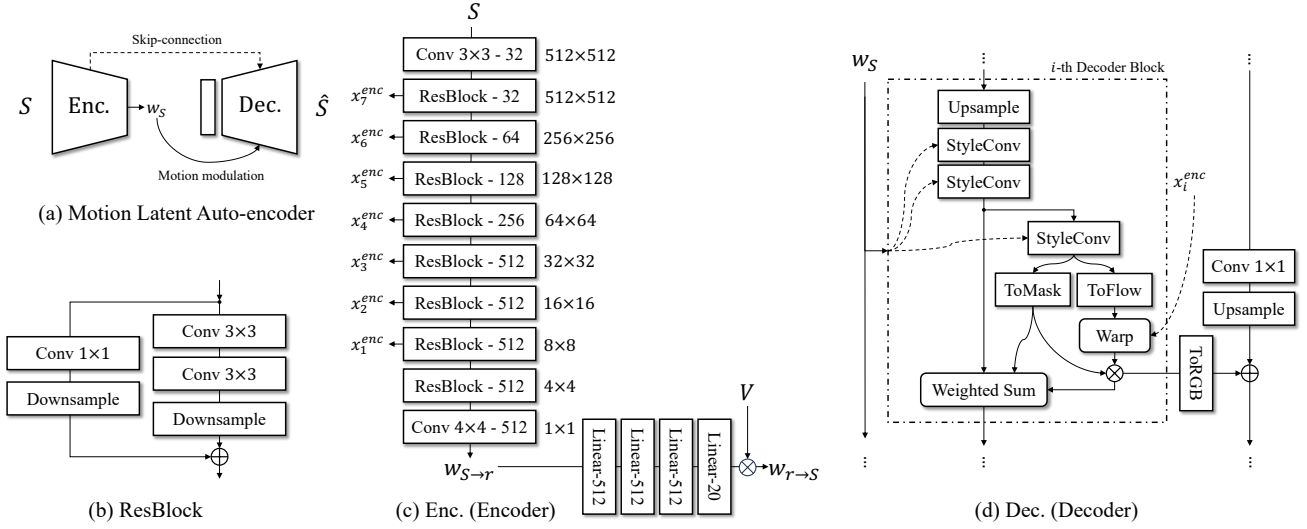 Skip-connection
S
Enc.
w_S
Dec.
Ŝ
Motion modulation
(a) Motion Latent Auto-encoder
Conv 1×1
Downsample
Conv 3×3
Conv 3×3
Downsample
(b) ResBlock
S
Conv 3×3 - 32 512×512
x_7^{enc} ResBlock - 32 512×512
x_6^{enc} ResBlock - 64 256×256
x_5^{enc} ResBlock - 128 128×128
x_4^{enc} ResBlock - 256 64×64
x_3^{enc} ResBlock - 512 32×32
x_2^{enc} ResBlock - 512 16×16
x_1^{enc} ResBlock - 512 8×8
ResBlock - 512 4×4
Conv 4×4 - 512 1×1
w_{S→r}
Linear-512
Linear-512
Linear-512
Linear-20
V
w_{r→S}
(c) Enc. (Encoder)
w_S
...
...
i-th Decoder Block
Upsample
StyleConv
StyleConv
x_i^{enc}
StyleConv
ToMask
ToFlow
Warp
Weighted Sum
Conv 1×1
Upsample
ToRGB
...
...
...
(d) Dec. (Decoder)